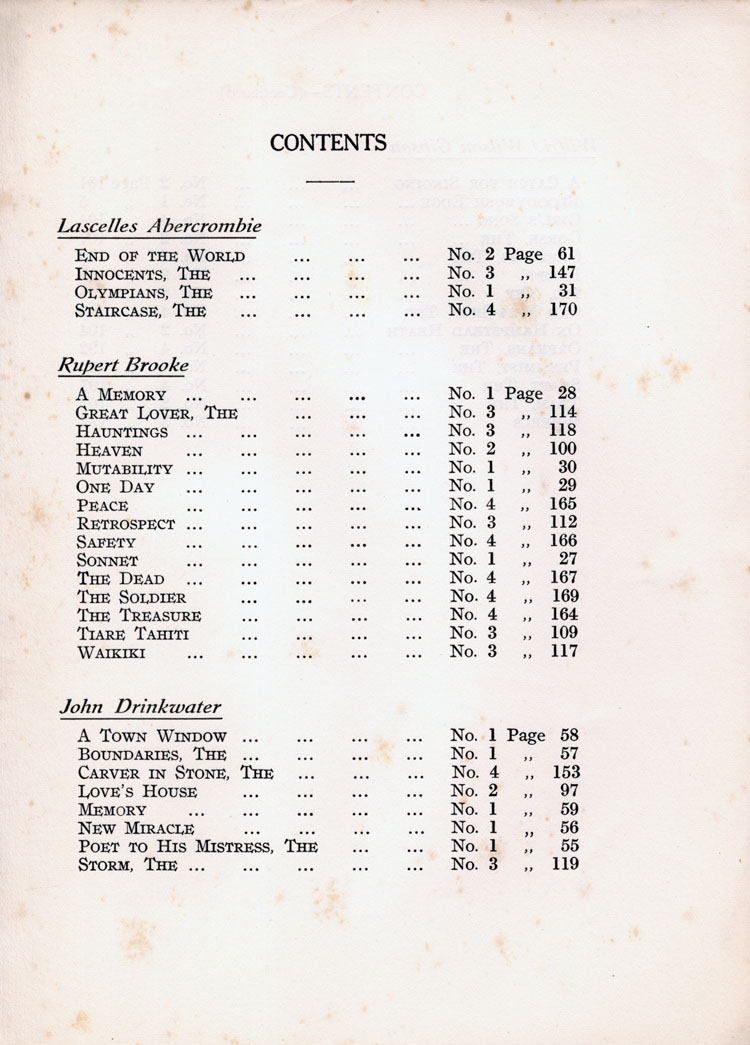 CONTENTS
Lascelles Abercrombie
END OF THE WORLD ... ... ... No. 2 Page 61
INNOCENTS, THE ... ... ... ... No. 3 „ 147
OLYMPIANS, THE ... ... ... ... No. 1 „ 31
STAIRCASE, THE ... ... ... ... No. 4 „ 170
Rupert Brooke
A MEMORY ... ... ... ... ... No. 1 Page 28
GREAT LOVER, THE ... ... ... No. 3 „ 114
HAUNTINGS ... ... ... ... ... No. 3 „ 118
HEAVEN ... ... ... ... ... No. 2 „ 100
MUTABILITY ... ... ... ... ... No. 1 „ 30
ONE DAY ... ... ... ... ... No. 1 „ 29
PEACE ... ... ... ... ... No. 4 „ 165
RETROSPECT ... ... ... ... ... No. 3 „ 112
SAFETY ... ... ... ... ... No. 4 „ 166
SONNET ... ... ... ... ... No. 1 „ 27
THE DEAD ... ... ... ... ... No. 4 „ 167
THE SOLDIER ... ... ... ... No. 4 „ 169
THE TREASURE ... ... ... ... No. 4 „ 164
TIARE TAHITI ... ... ... ... No. 3 „ 109
WAIKIKI ... ... ... ... ... No. 3 „ 117
John Drinkwater
A TOWN WINDOW ... ... ... ... No. 1 Page 58
BOUNDARIES, THE ... ... ... ... No. 1 „ 57
CARVER IN STONE, THE ... ... ... No. 4 „ 153
LOVE'S HOUSE ... ... ... ... No. 2 „ 97
MEMORY ... ... ... ... ... No. 1 „ 59
NEW MIRACLE ... ... ... ... No. 1 „ 56
POET TO HIS MISTRESS, THE ... ... No. 1 „ 55
STORM, THE ... ... ... ... ... No. 3 „ 119